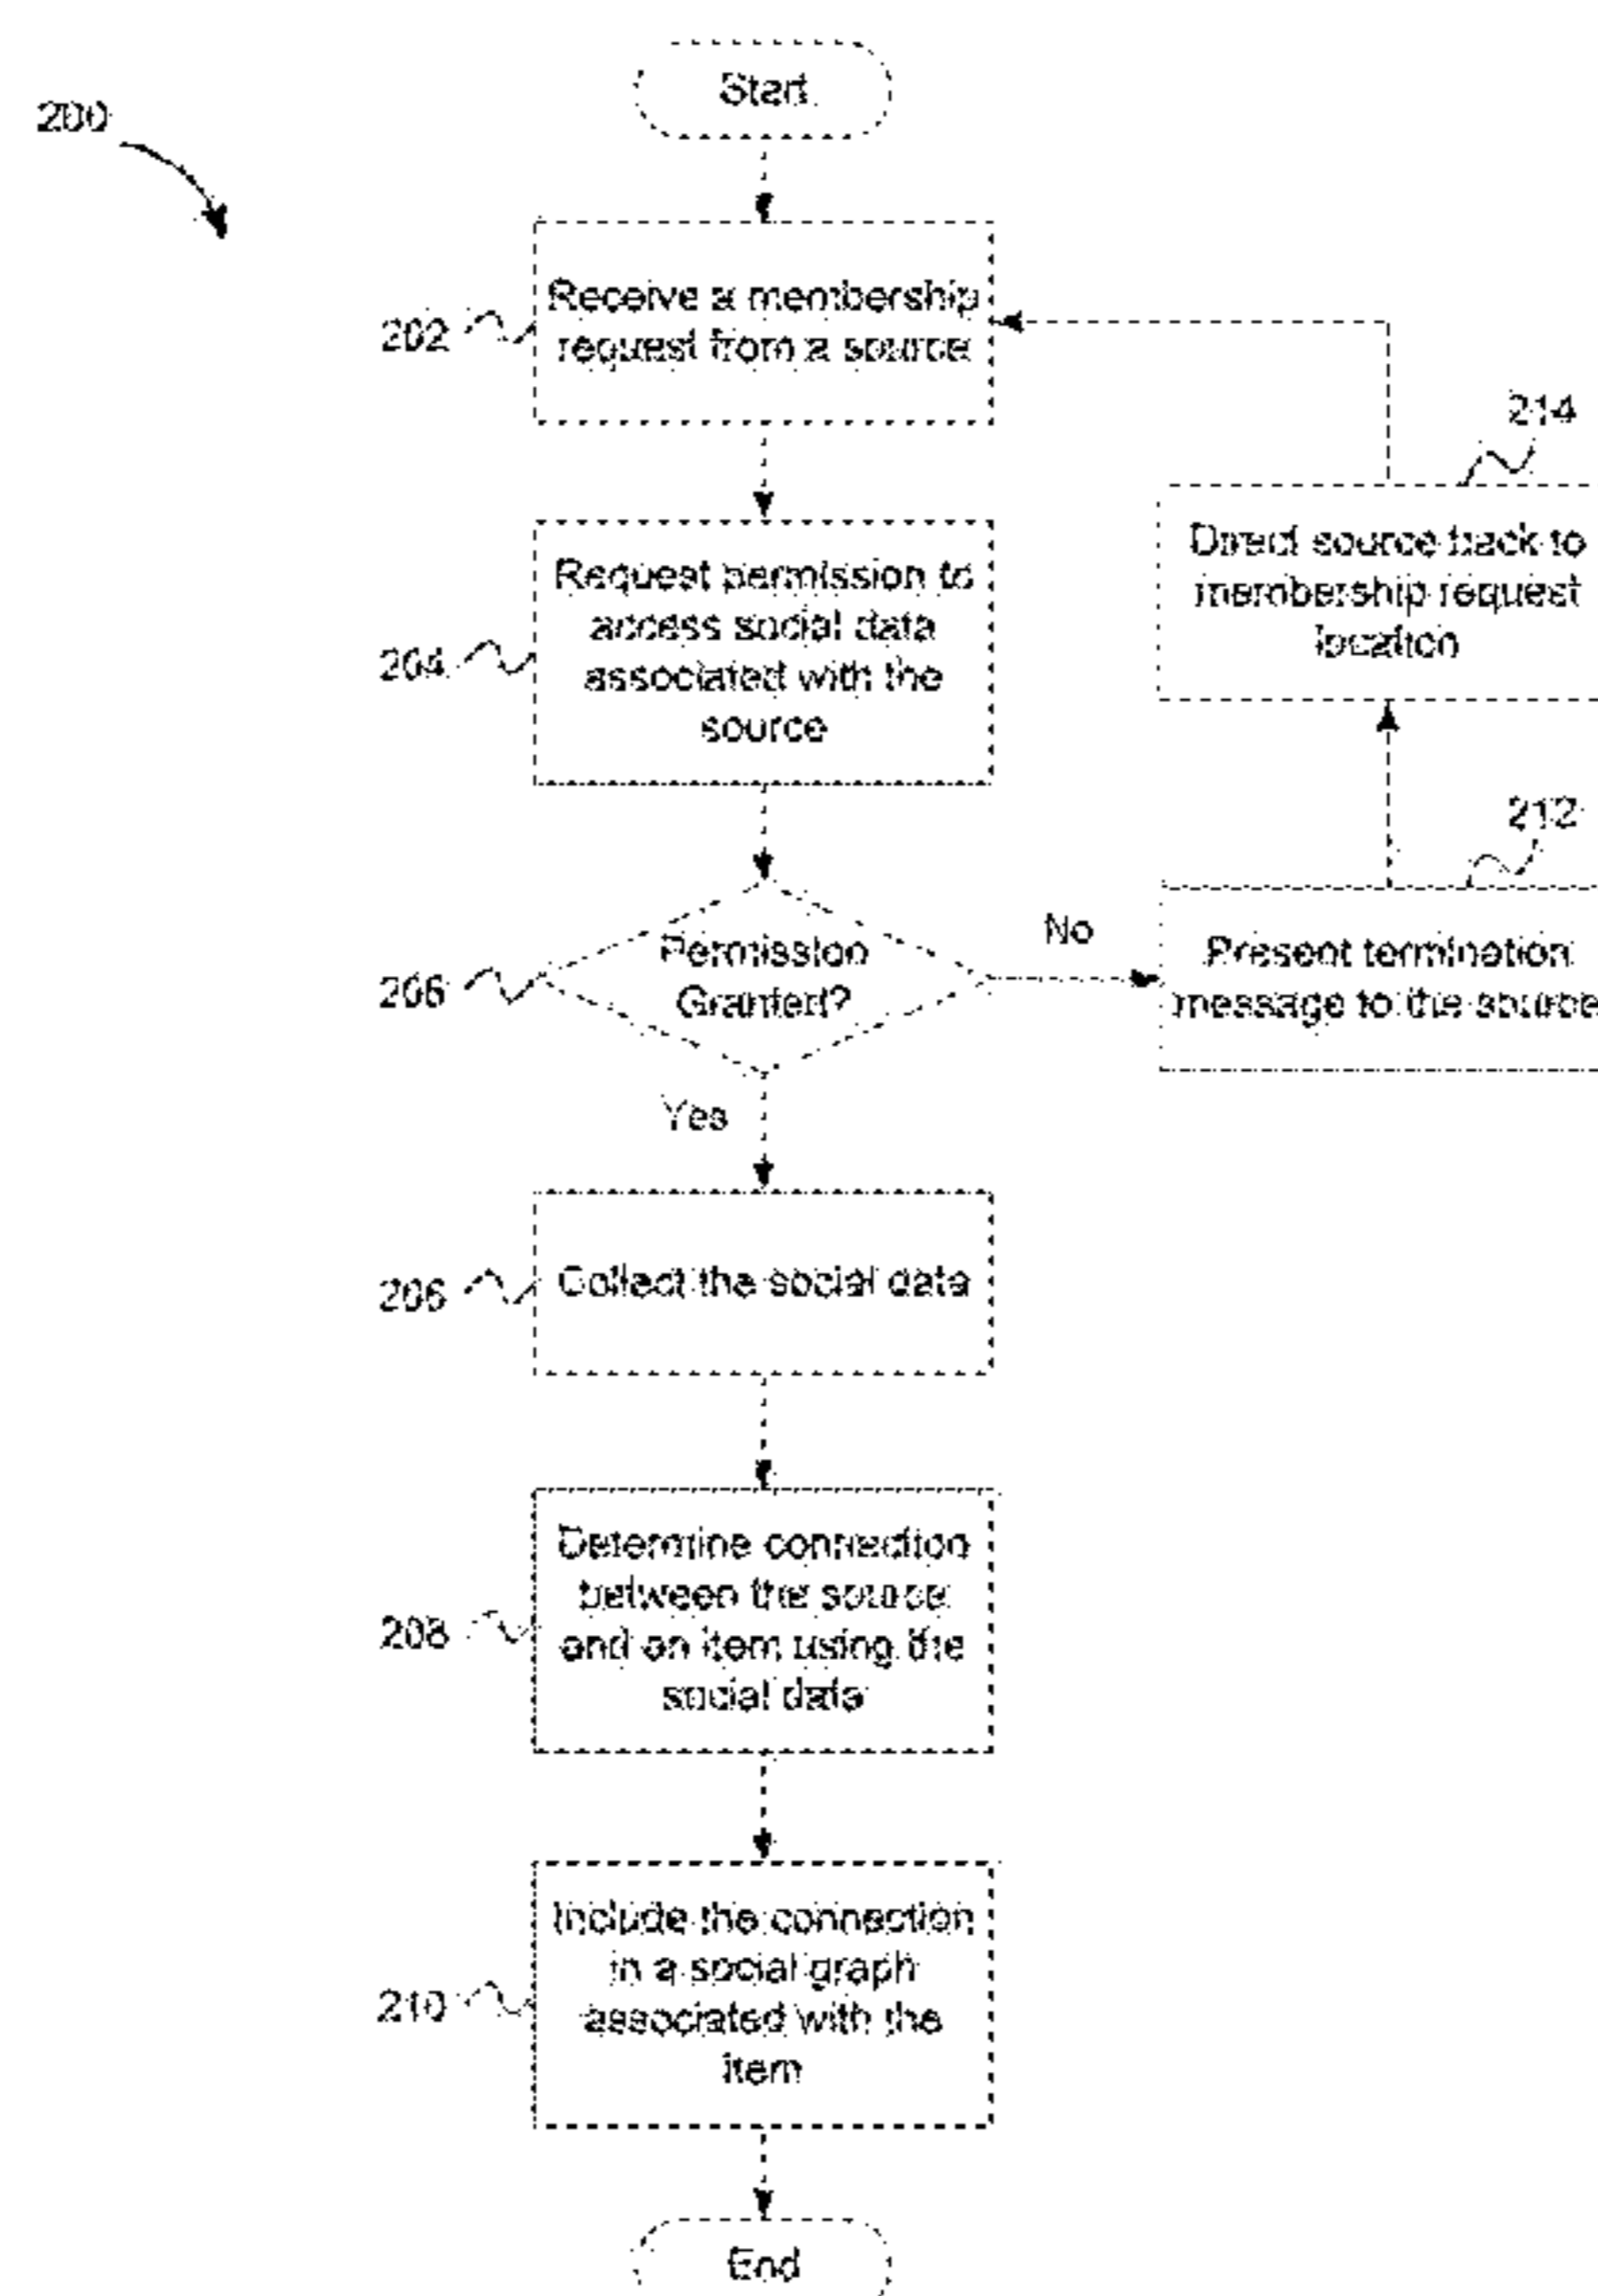 200
Start
202
Receive a membership
request from a source
204
Request permission to
access social data
associated with the
source
206
Permission
Granted?
No
Yes
214
Direct source back to
membership request
location
212
Present termination
message to the source
206
Collect the social data
208
Determine connection
between the source
and an item using the
social data
210
Include the connection
in a social graph
associated with the
item
End